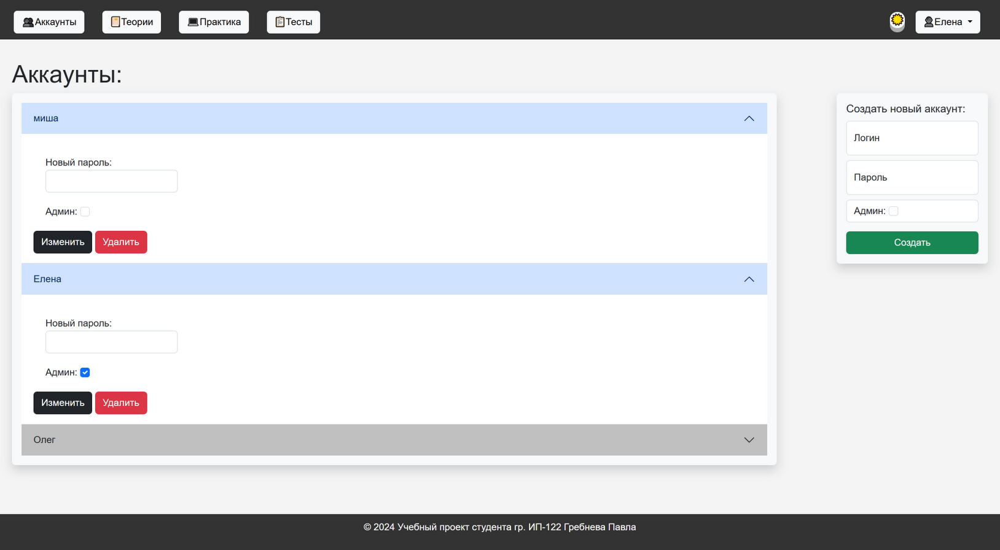 Аккаунты Теории Практика Тесты Елена
Аккаунты:
миша
Новый пароль:
Админ:
Изменить Удалить
Елена
Новый пароль:
Админ:
Изменить Удалить
Олег
Создать новый аккаунт:
Логин
Пароль
Админ:
Создать
© 2024 Учебный проект студента гр. ИП-122 Гребнева Павла